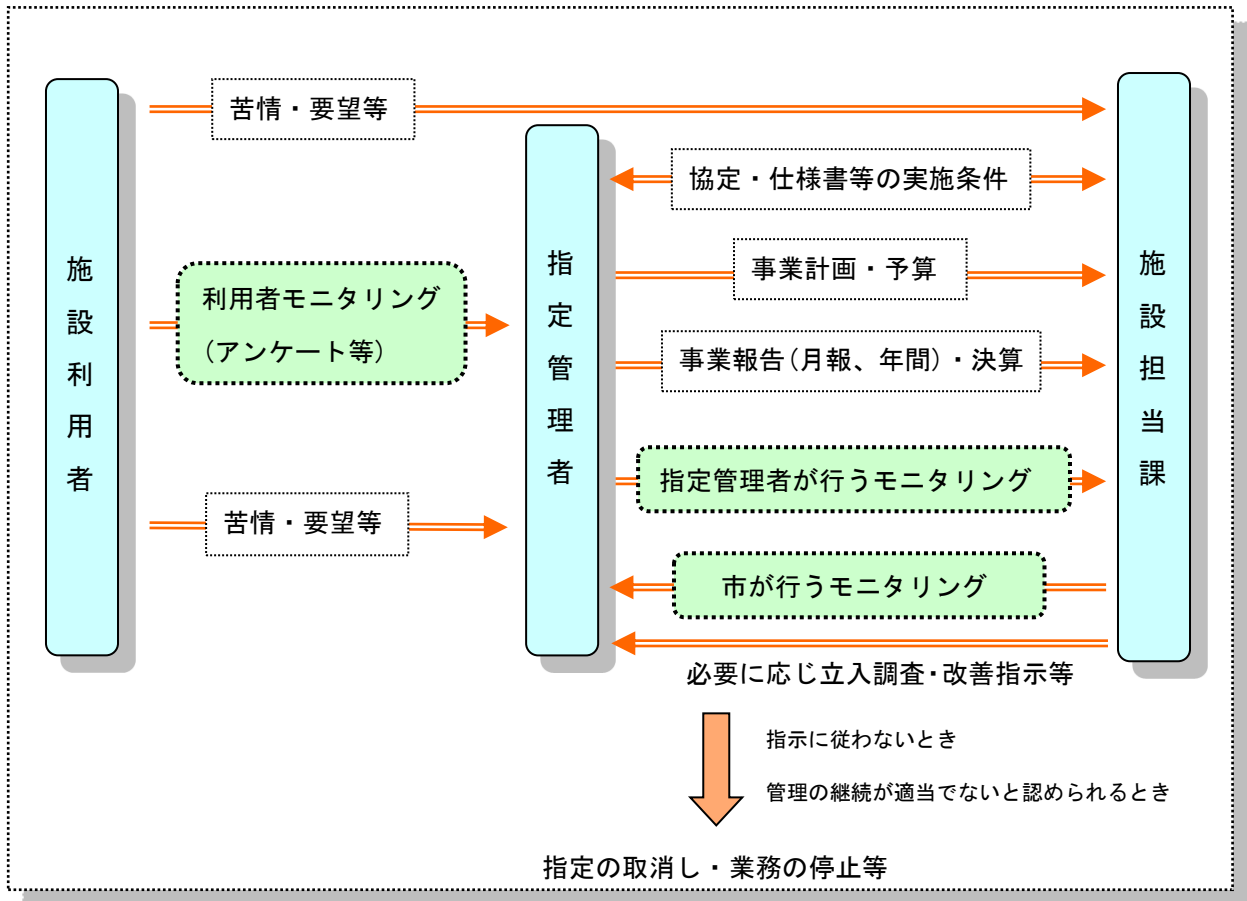 苦情・要望等
協定・仕様書等の実施条件
施設利用者
利用者モニタリング
(アンケート等)
指定管理者
事業計画・予算
施設担当課
事業報告(月報、年間)・決算
指定管理者が行うモニタリング
苦情・要望等
市が行うモニタリング
必要に応じ立入調査・改善指示等
指示に従わないとき
管理の継続が適当でないと認められるとき
指定の取消し・業務の停止等